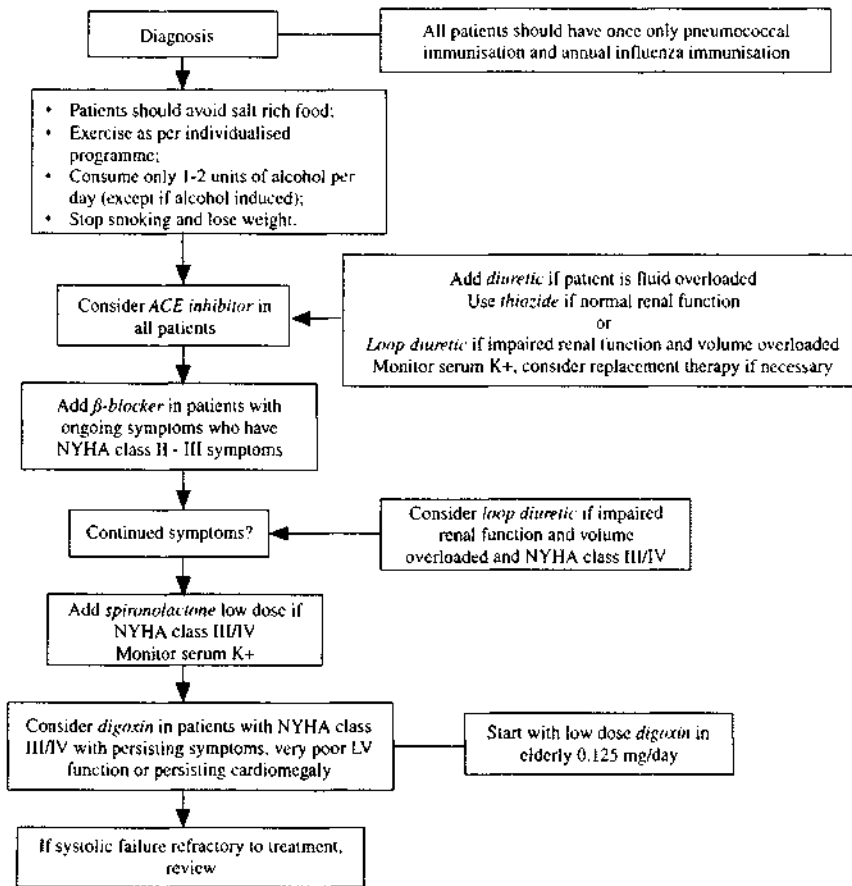 Diagnosis
All patients should have once only pneumococcal
immunisation and annual influenza immunisation
• Patients should avoid salt rich food;
• Exercise as per individualised
programme;
• Consume only 1-2 units of alcohol per
day (except if alcohol induced);
• Stop smoking and lose weight.
Add diuretic if patient is fluid overloaded
Use thiazide if normal renal function
or
Loop diuretic if impaired renal function and volume overloaded
Monitor serum K+, consider replacement therapy if necessary
Consider ACE inhibitor in
all patients
Add β-blocker in patients with
ongoing symptoms who have
NYHA class II - III symptoms
Continued symptoms?
Consider loop diuretic if impaired
renal function and volume
overloaded and NYHA class III/IV
Add spironolactone low dose if
NYHA class III/IV
Monitor serum K+
Consider digoxin in patients with NYHA class
III/IV with persisting symptoms, very poor LV
function or persisting cardiomegaly
Start with low dose digoxin in
elderly 0.125 mg/day
If systolic failure refractory to treatment,
review